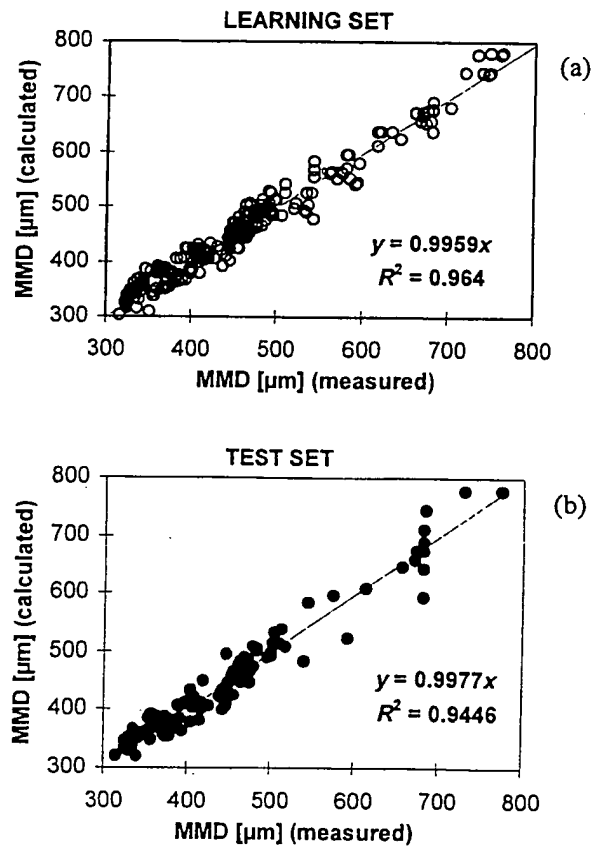 LEARNING SET
(a)
MMD [µm] (calculated)
800
700
600
500
400
300
y = 0.9959x
R² = 0.964
300 400 500 600 700 800
MMD [µm] (measured)
TEST SET
(b)
MMD [µm] (calculated)
800
700
600
500
400
300
y = 0.9977x
R² = 0.9446
300 400 500 600 700 800
MMD [µm] (measured)